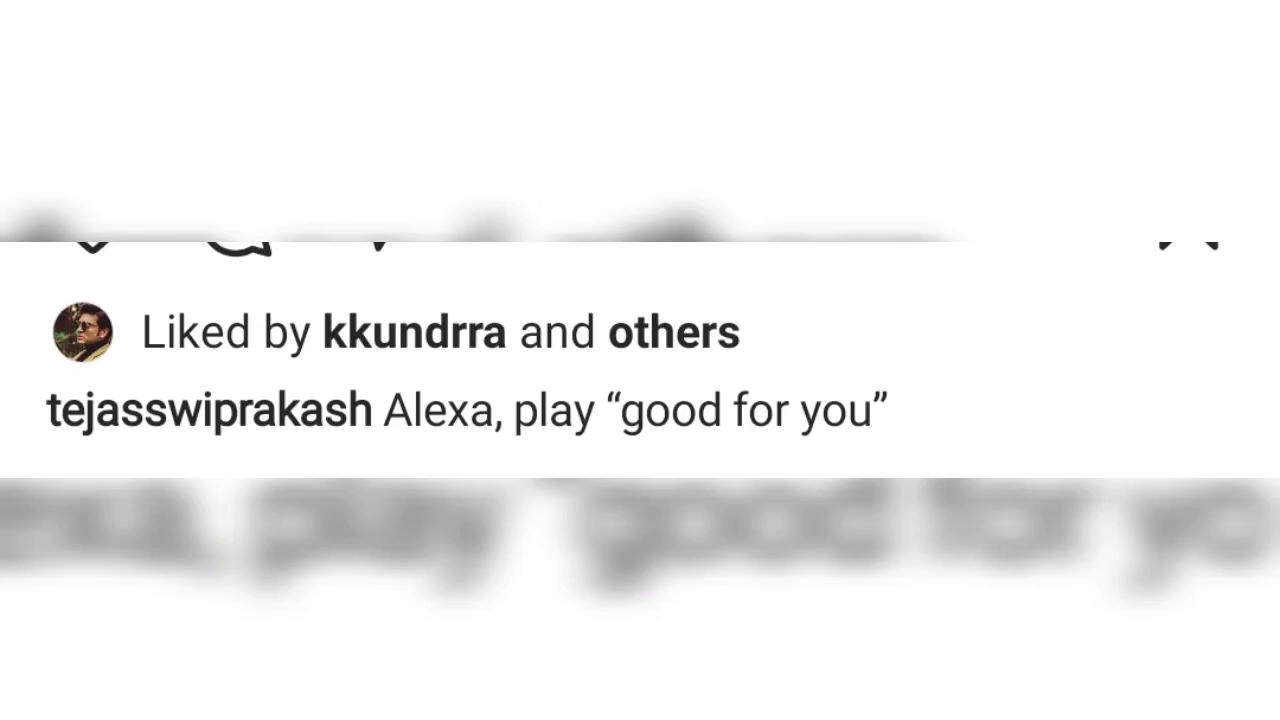 Liked by kkundrra and others
tejasswiprakash Alexa, play “good for you”